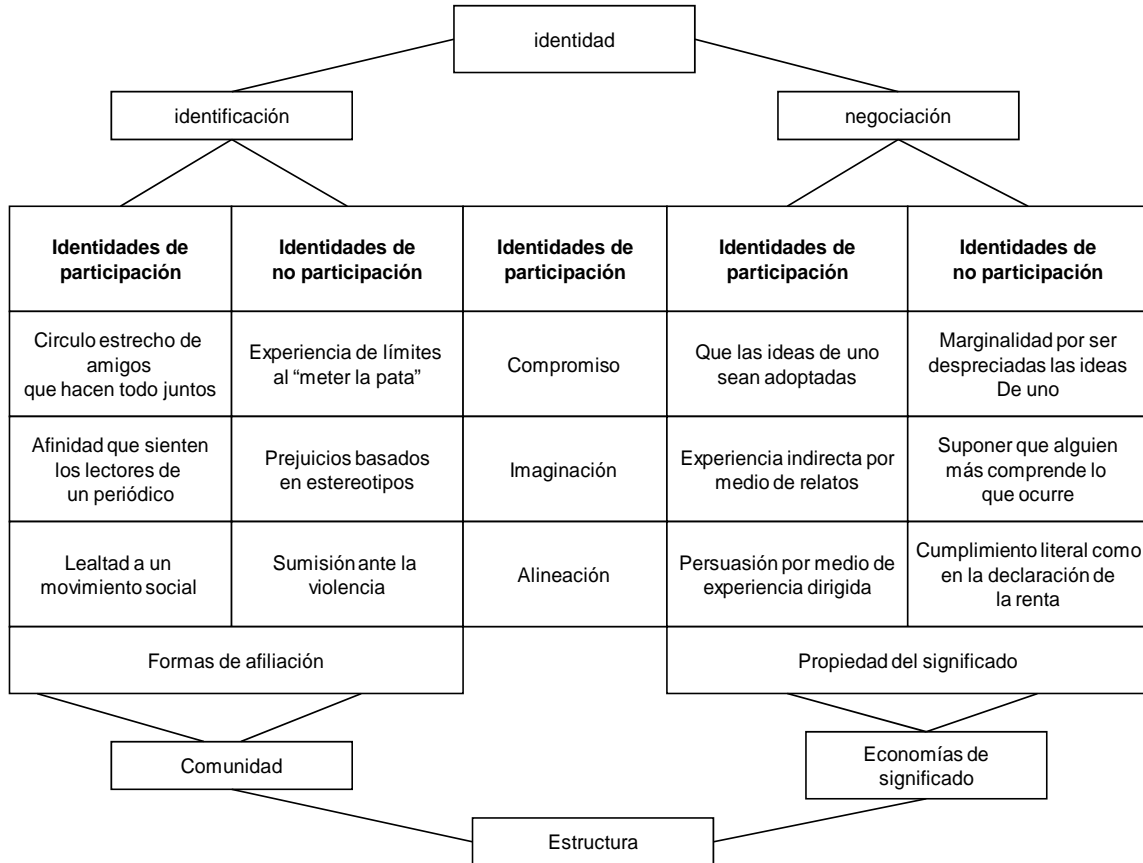 identidad
identificación
negociación
Identidades de
participación
Identidades de
no participación
Identidades de
participación
Identidades de
participación
Identidades de
no participación
Circulo estrecho de
amigos
que hacen todo juntos
Experiencia de límites
al “meter la pata”
Compromiso
Que las ideas de uno
sean adoptadas
Marginalidad por ser
despreciadas las ideas
De uno
Afinidad que sienten
los lectores de
un periódico
Prejuicios basados
en estereotipos
Imaginación
Experiencia indirecta por
medio de relatos
Suponer que alguien
más comprende lo
que ocurre
Lealtad a un
movimiento social
Sumisión ante la
violencia
Alineación
Persuasión por medio de
experiencia dirigida
Cumplimiento literal como
en la declaración de
la renta
Formas de afiliación
Propiedad del significado
Comunidad
Economías de
significado
Estructura